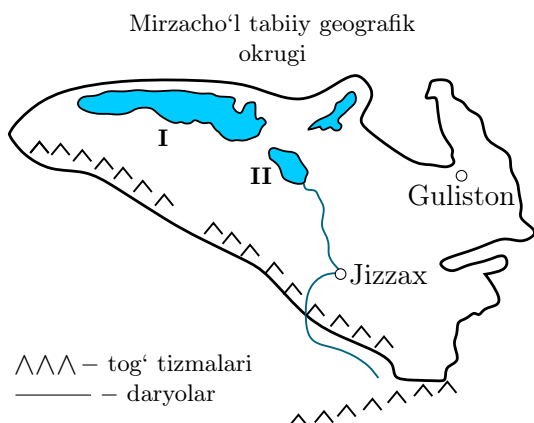 Mirzacho‘l tabiiy geografik
okrugi
I
II
Guliston
Jizzax
– tog‘ tizmalari
– daryolar